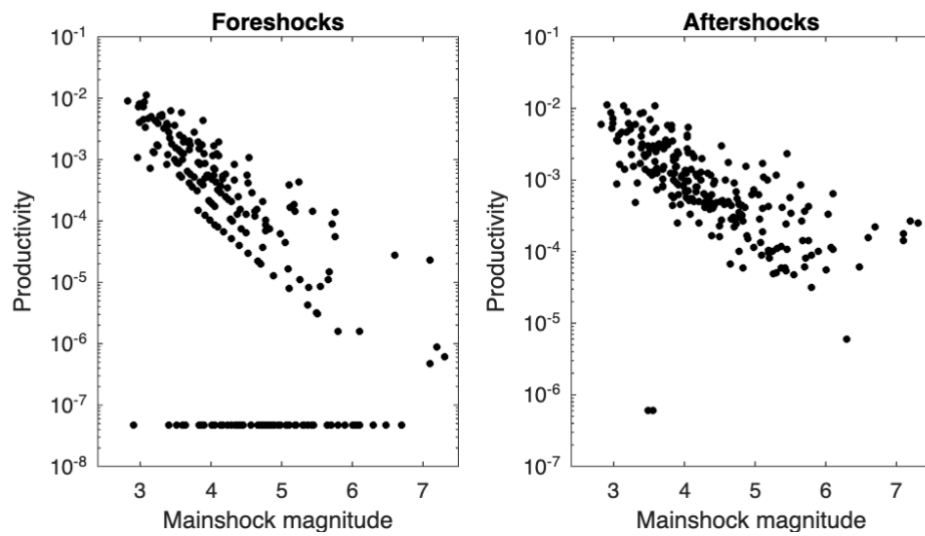 Foreshocks
Productivity
10^-1
10^-2
10^-3
10^-4
10^-5
10^-6
10^-7
10^-8
3 4 5 6 7
Mainshock magnitude
Aftershocks
Productivity
10^-1
10^-2
10^-3
10^-4
10^-5
10^-6
10^-7
3 4 5 6 7
Mainshock magnitude